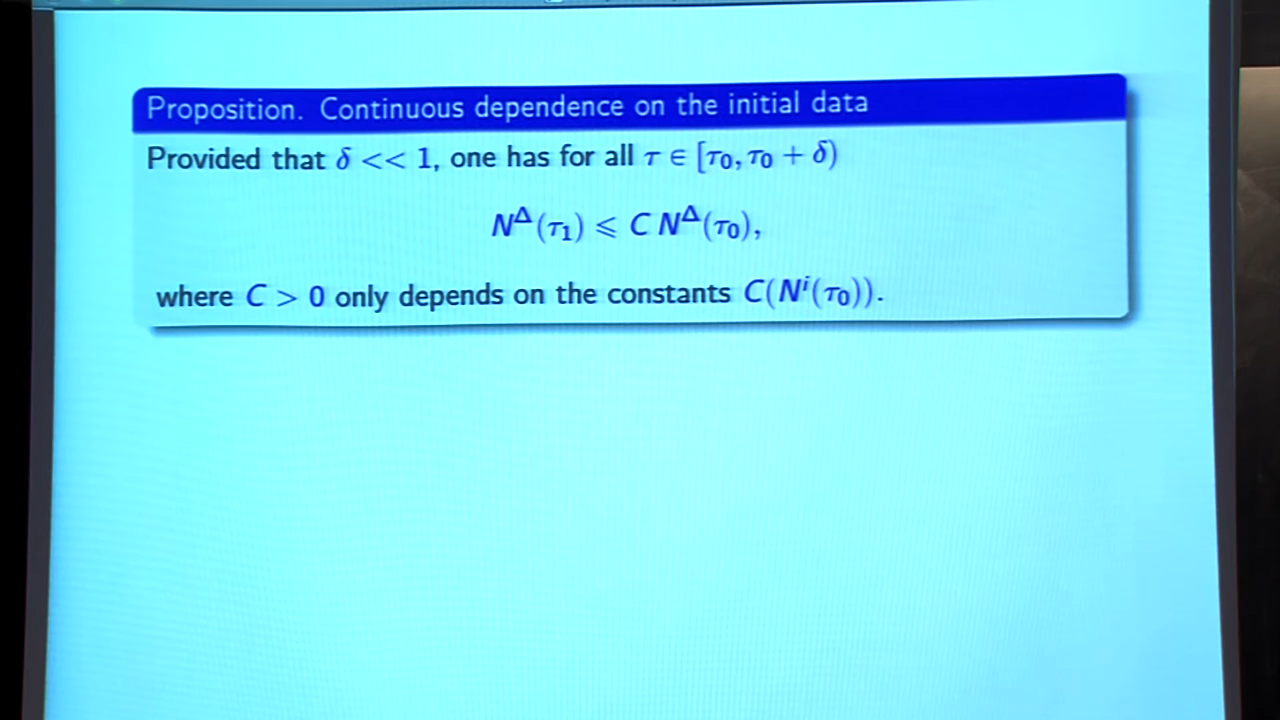 Proposition. Continuous dependence on the initial data
Provided that δ << 1, one has for all τ ∈ [τ₀, τ₀ + δ)
N^Δ(τ₁) ⩽ C N^Δ(τ₀),
where C > 0 only depends on the constants C(Nⁱ(τ₀)).